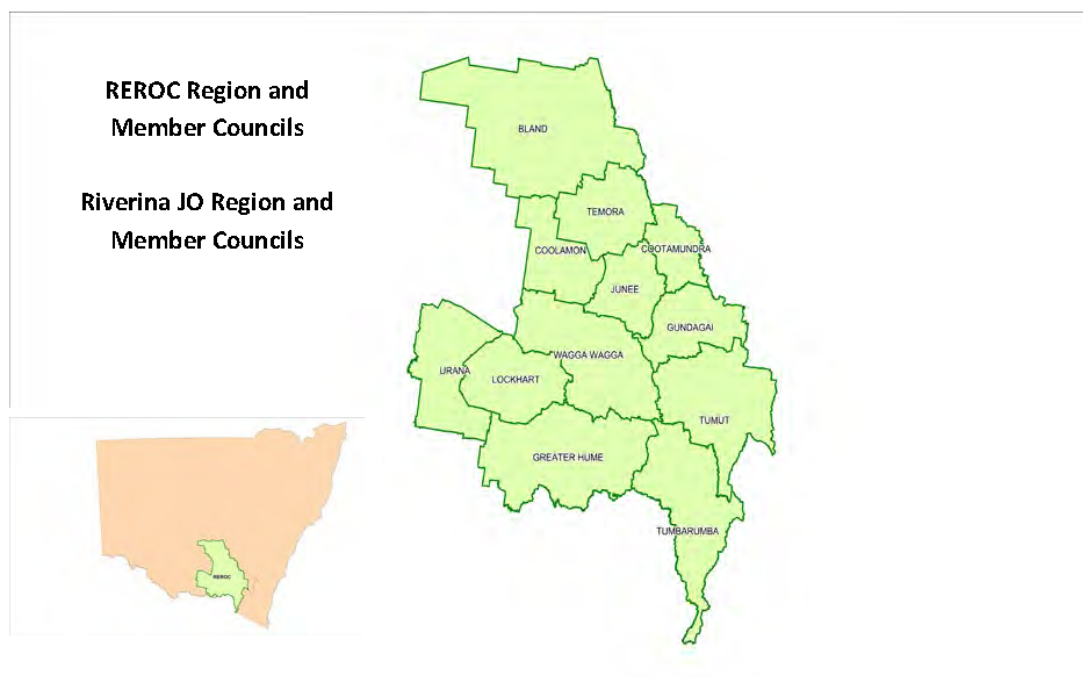 REROC Region and
Member Councils
Riverina JO Region and
Member Councils
BLAND
TEMORA
COOLAMON
COOTAMUNDRA
JUNEE
GUNDAGAI
WAGGA WAGGA
URANA
LOCKHART
TUMUT
GREATER HUME
TUMBARUMBA
REROC